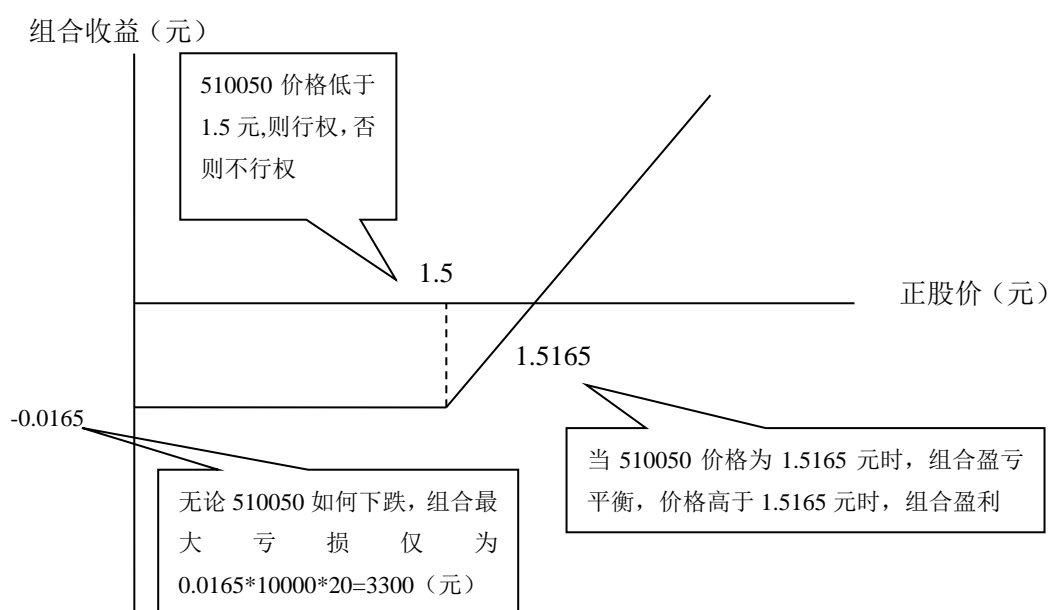 组合收益（元）
510050 价格低于
1.5 元,则行权，否
则不行权
1.5
正股价（元）
1.5165
-0.0165
当 510050 价格为 1.5165 元时，组合盈亏
平衡，价格高于 1.5165 元时，组合盈利
无论 510050 如何下跌，组合最
大亏损仅为
0.0165*10000*20=3300（元）